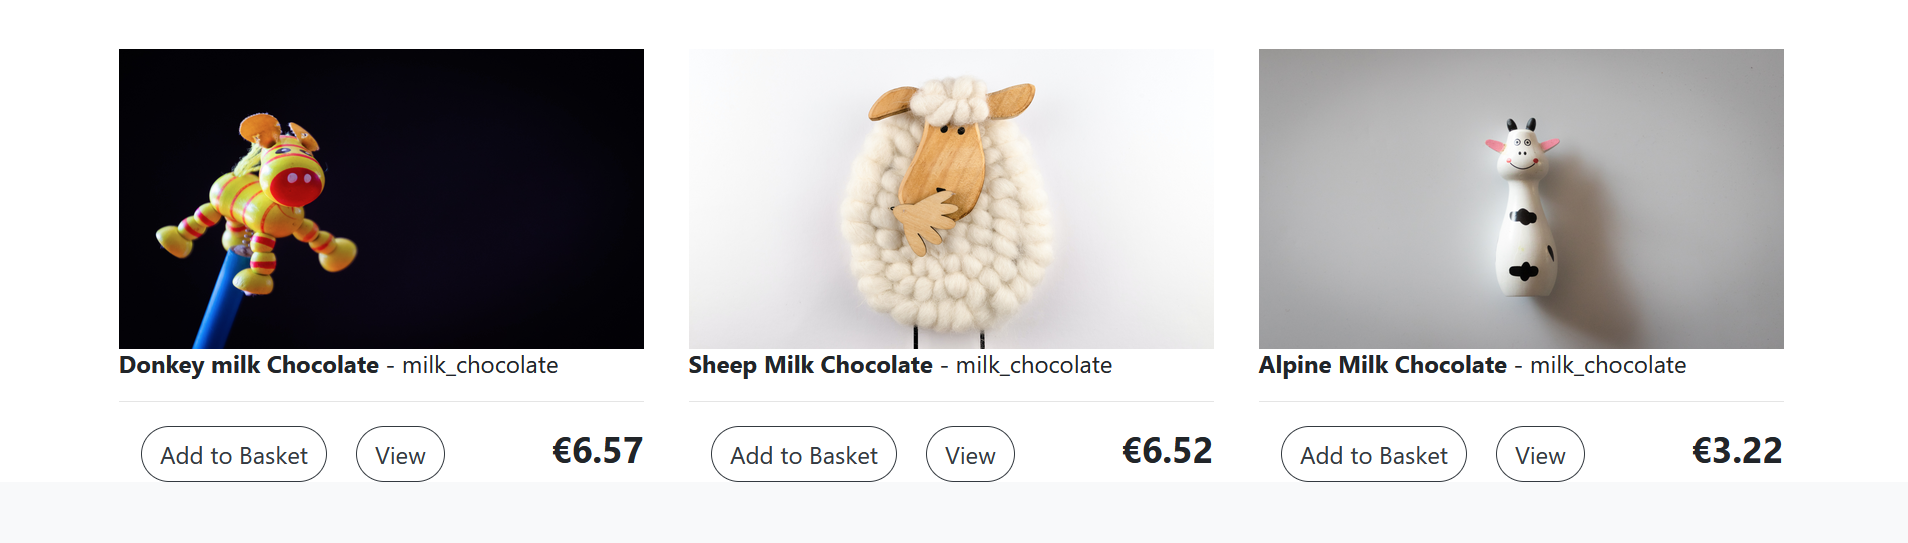 Donkey milk Chocolate - milk_chocolate
Add to Basket View €6.57
Sheep Milk Chocolate - milk_chocolate
Add to Basket View €6.52
Alpine Milk Chocolate - milk_chocolate
Add to Basket View €3.22